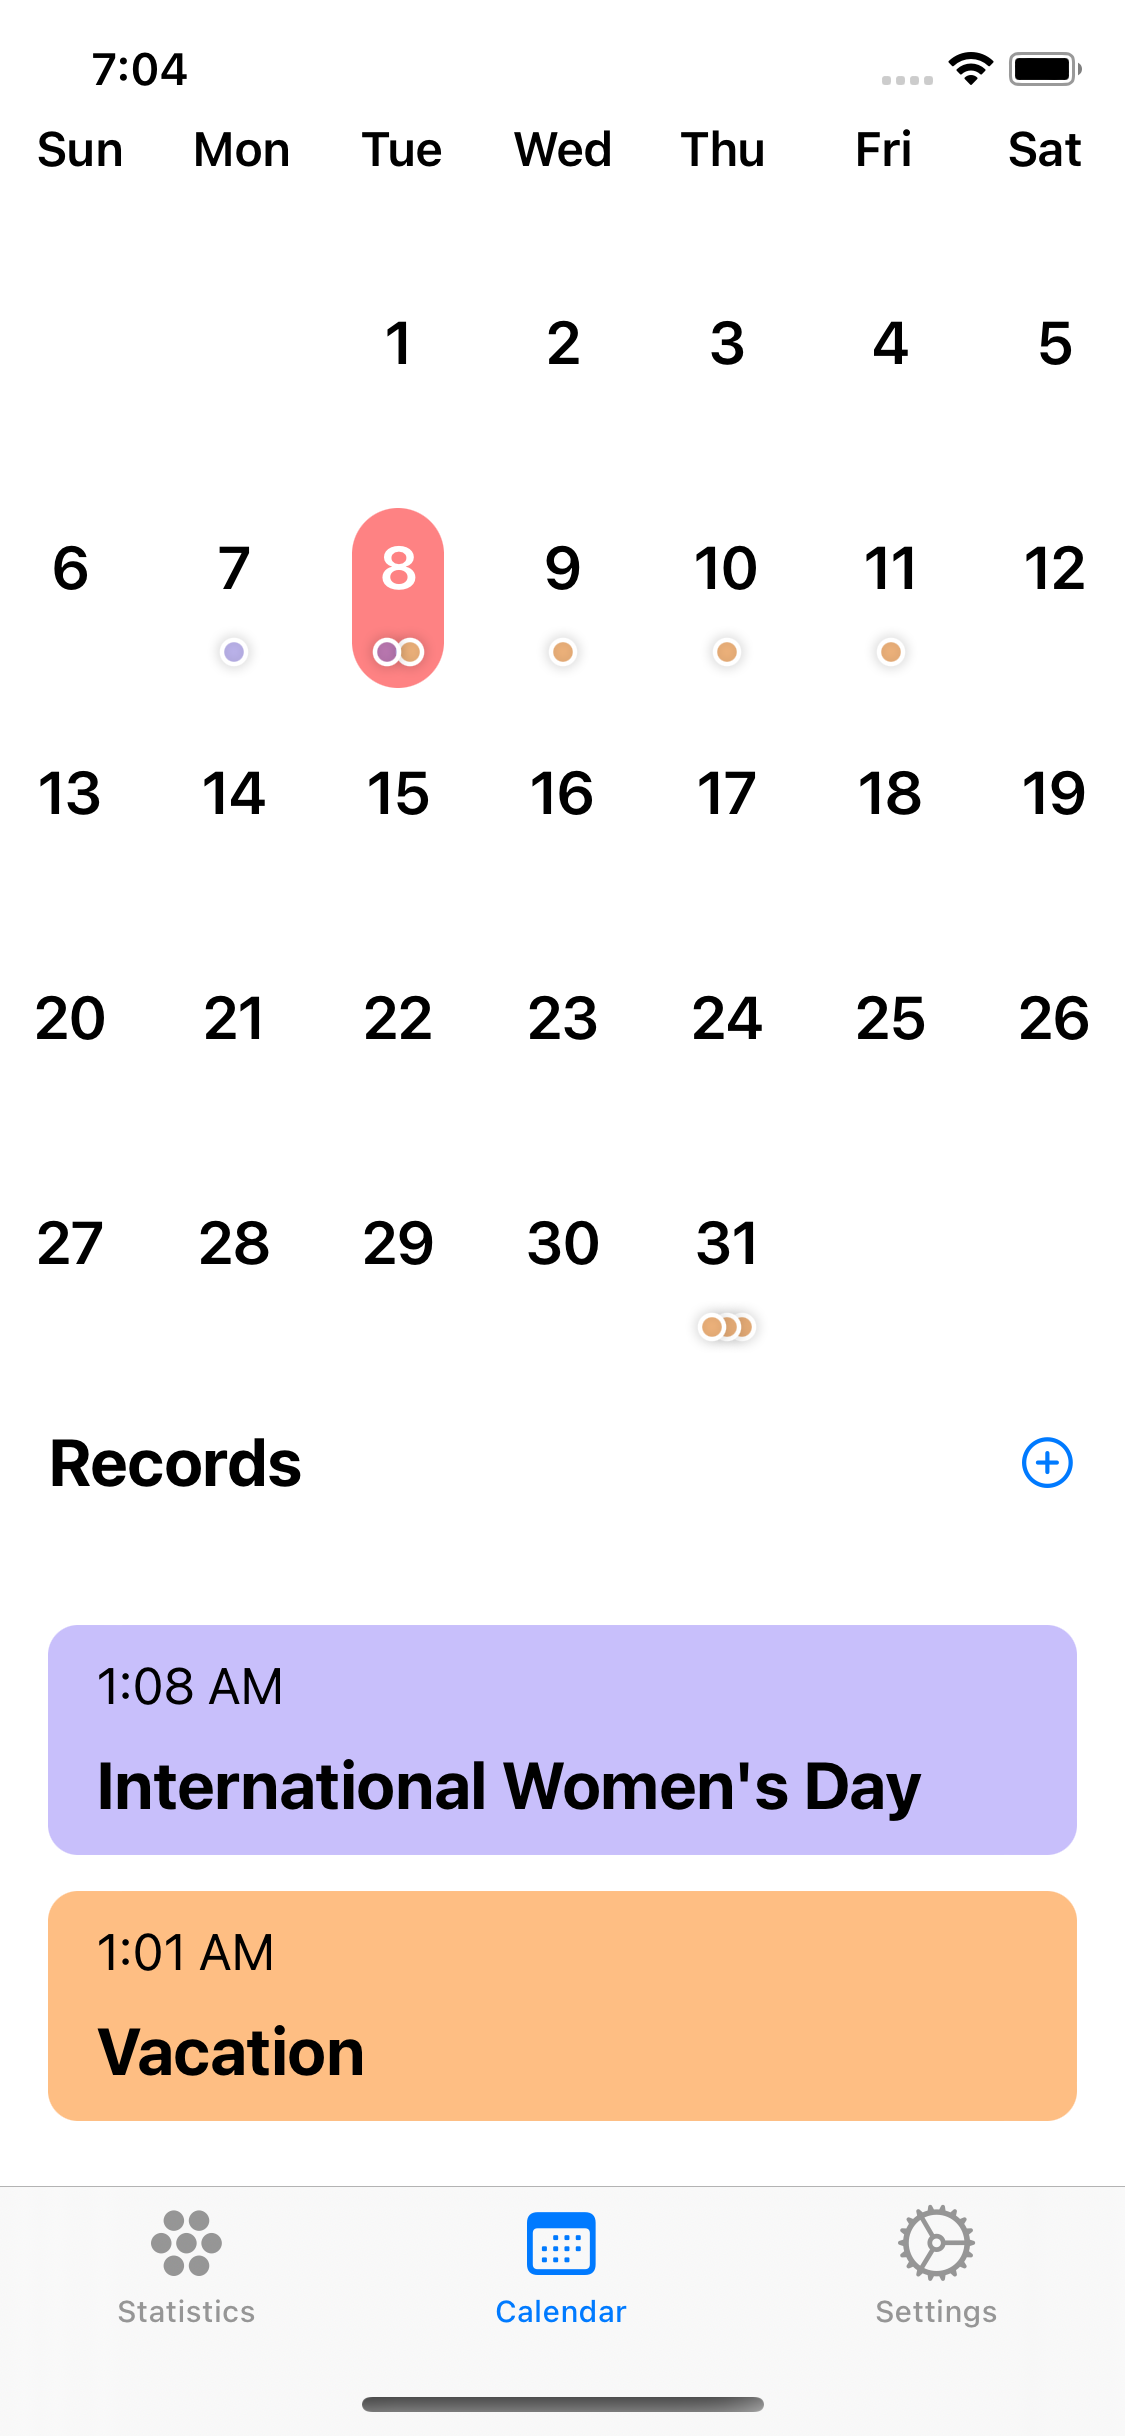 7:04
Sun Mon Tue Wed Thu Fri Sat
1 2 3 4 5
6 7 8 9 10 11 12
13 14 15 16 17 18 19
20 21 22 23 24 25 26
27 28 29 30 31
Records
1:08 AM
International Women's Day
1:01 AM
Vacation
Statistics Calendar Settings